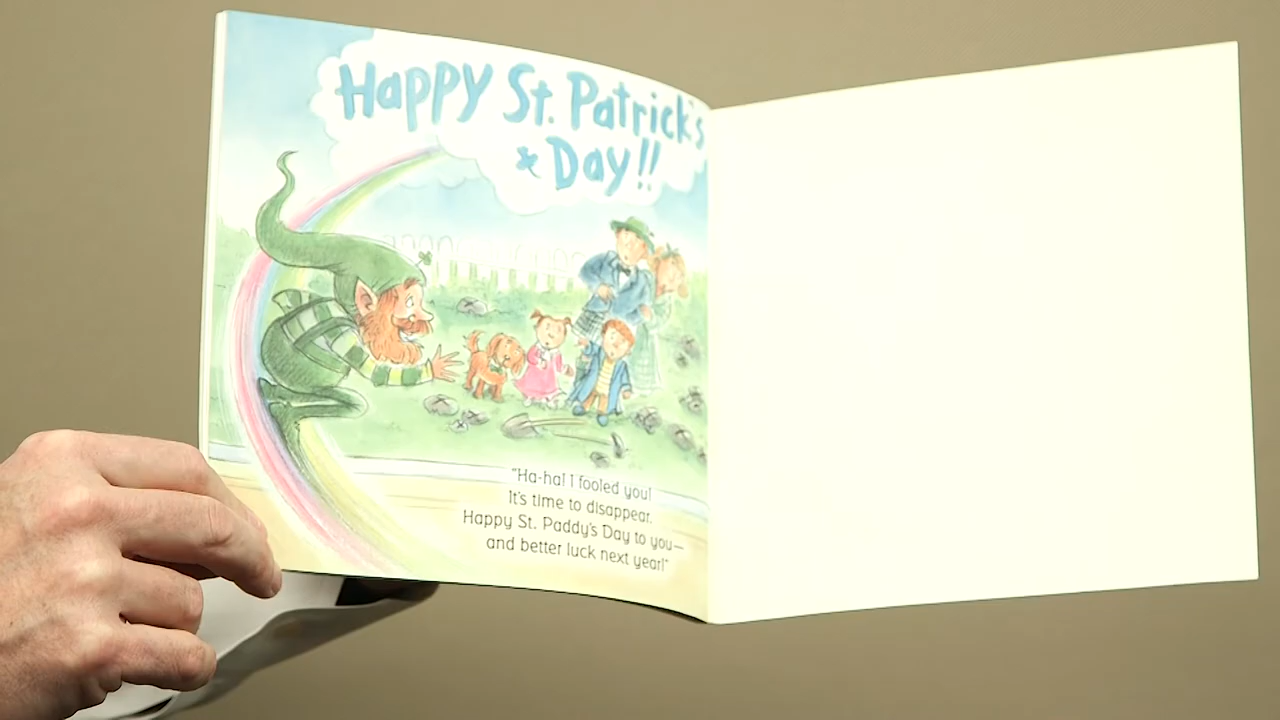 Happy St. Patrick's
Day!!
"Ha-ha! I fooled you!
It's time to disappear.
Happy St. Paddy's Day to you—
and better luck next year!"